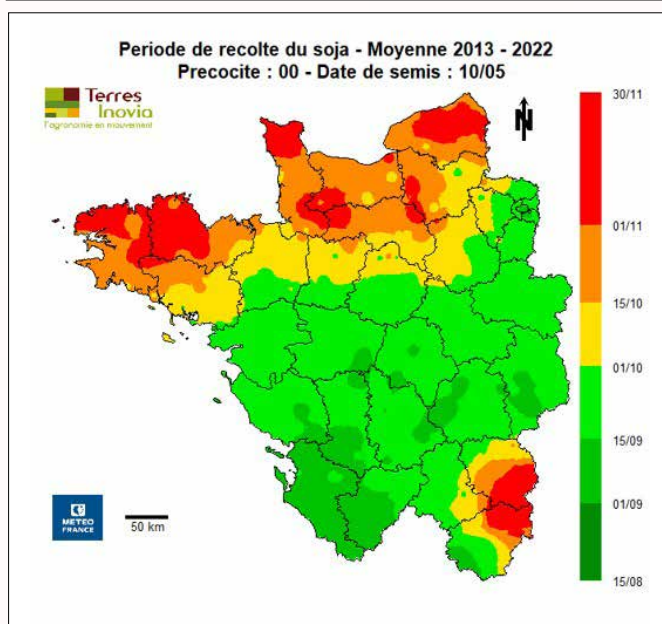 Periode de recolte du soja - Moyenne 2013 - 2022
Precocite : 00 - Date de semis : 10/05
Terres
Inovia
l'agronomie en mouvement
N
30/11
01/11
15/10
01/10
15/09
01/09
15/08
METEO
FRANCE
50 km